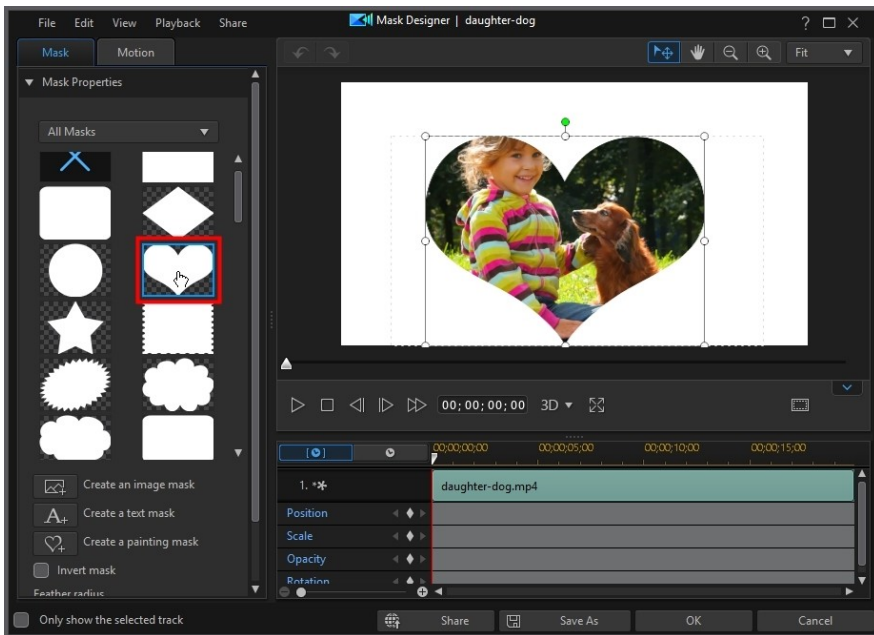 File Edit View Playback Share Mask Designer | daughter-dog ?
Mask Motion
Fit
Mask Properties
All Masks
00;00;00;00 3D
00;00;00;00 00;00;05;00 00;00;10;00 00;00;15;00
1. daughter-dog.mp4
Create an image mask
Create a text mask
Create a painting mask
Invert mask
Feather radius
Position
Scale
Opacity
Rotation
Only show the selected track Share Save As OK Cancel